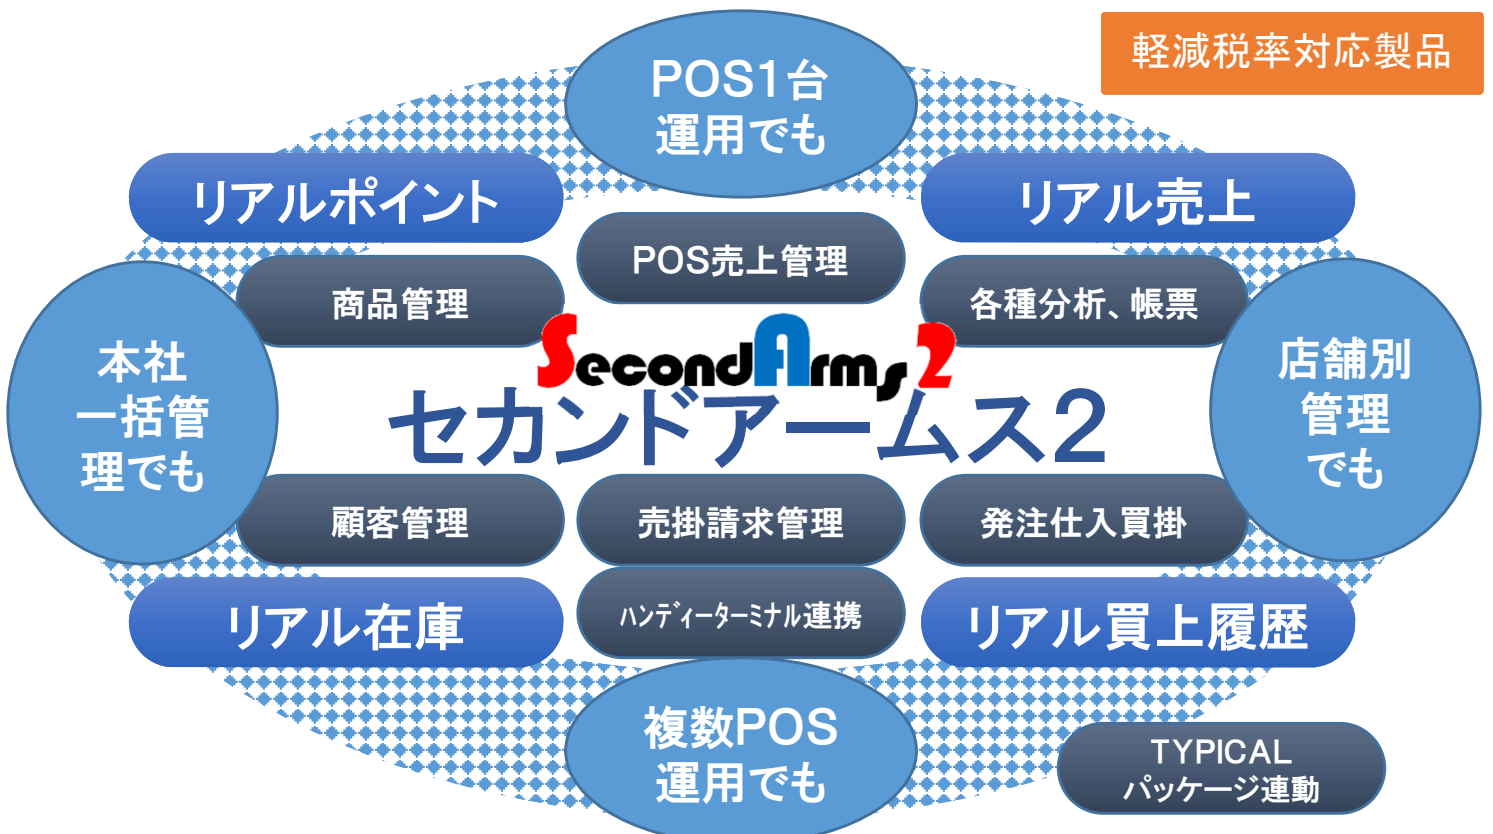 軽減税率対応製品
POS1台
運用でも
リアルポイント
リアル売上
POS売上管理
商品管理
各種分析、帳票
本社
一括管
理でも
SecondArms2
セカンドアームス2
店舗別
管理
でも
顧客管理
売掛請求管理
発注仕入買掛
リアル在庫
ﾊﾝﾃﾞｨｰﾀｰﾐﾅﾙ連携
リアル買上履歴
複数POS
運用でも
TYPICAL
パッケージ連動